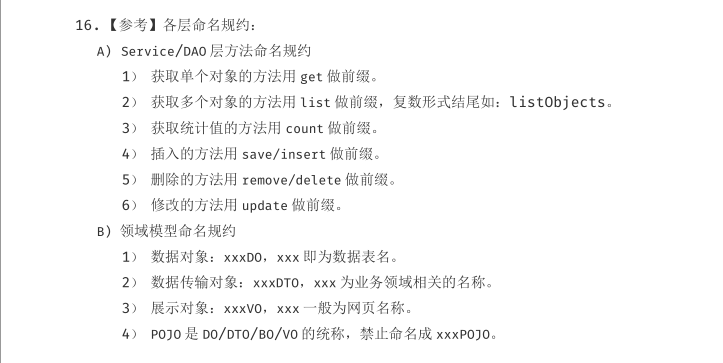 16.【参考】各层命名规约：
A) Service/DAO 层方法命名规约
1） 获取单个对象的方法用 get 做前缀。
2） 获取多个对象的方法用 list 做前缀，复数形式结尾如：listObjects。
3） 获取统计值的方法用 count 做前缀。
4） 插入的方法用 save/insert 做前缀。
5） 删除的方法用 remove/delete 做前缀。
6） 修改的方法用 update 做前缀。
B) 领域模型命名规约
1） 数据对象：xxxDO，xxx 即为数据表名。
2） 数据传输对象：xxxDTO，xxx 为业务领域相关的名称。
3） 展示对象：xxxVO，xxx 一般为网页名称。
4） POJO 是 DO/DTO/BO/VO 的统称，禁止命名成 xxxPOJO。